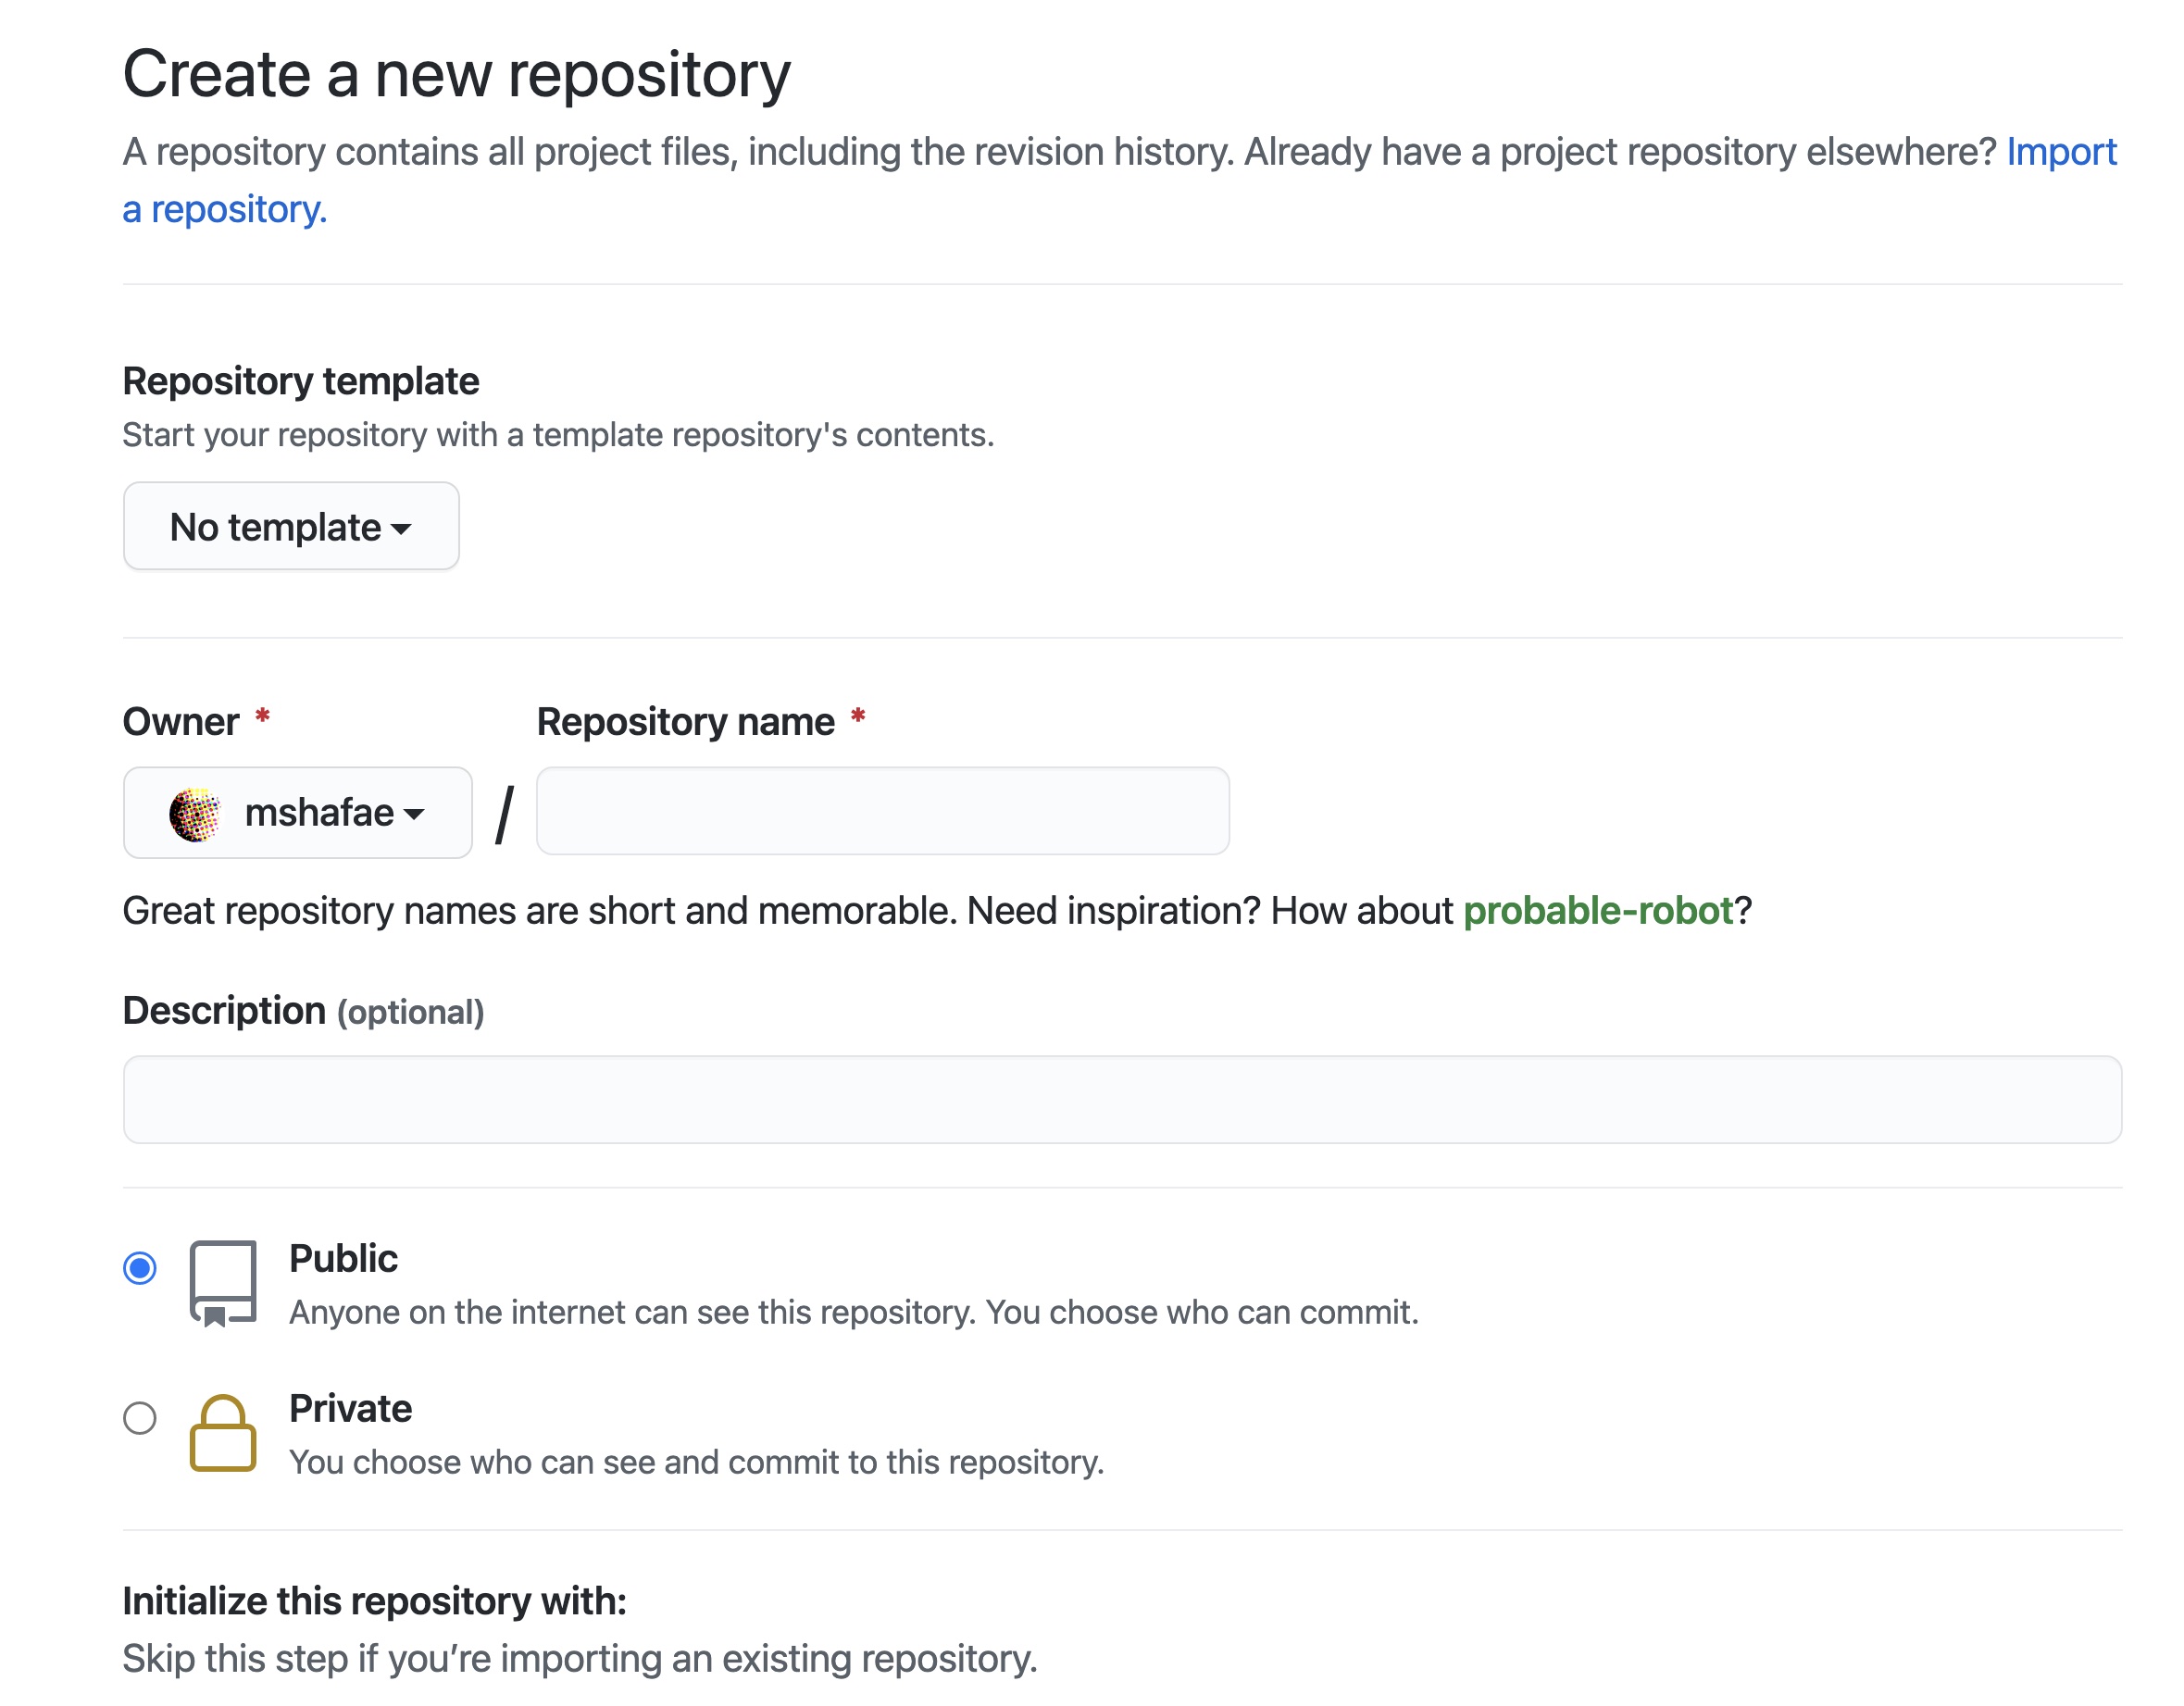 Create a new repository
A repository contains all project files, including the revision history. Already have a project repository elsewhere? Import
a repository.
Repository template
Start your repository with a template repository's contents.
No template
Owner * Repository name *
mshafae /
Great repository names are short and memorable. Need inspiration? How about probable-robot?
Description (optional)
Public
Anyone on the internet can see this repository. You choose who can commit.
Private
You choose who can see and commit to this repository.
Initialize this repository with:
Skip this step if you’re importing an existing repository.